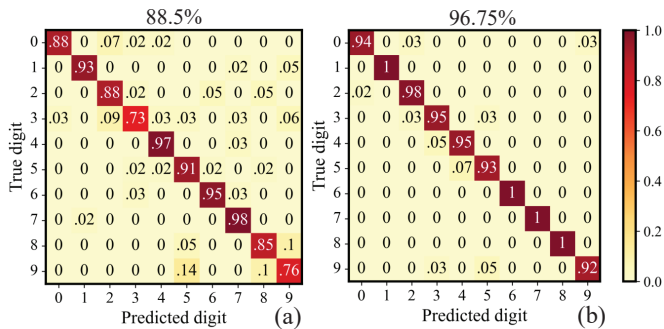 88.5% 96.75%
0 .88 0 .07 .02 .02 0 0 0 0 0
1 0 .93 0 0 0 0 0 .02 0 .05
2 0 0 .88 .02 0 0 .05 0 .05 0
3 .03 0 .09 .73 .03 .03 0 .03 0 .06
4 0 0 0 0 .97 0 0 .03 0 0
5 0 0 0 .02 .02 .91 .02 0 .02 0
6 0 0 0 .03 0 0 .95 .03 0 0
7 0 .02 0 0 0 0 0 .98 0 0
8 0 0 0 0 0 .05 0 0 .85 .1
9 0 0 0 0 0 .14 0 0 .1 .76
0 1 2 3 4 5 6 7 8 9
True digit
Predicted digit
(a)
0 .94 0 .03 0 0 0 0 0 0 .03
1 0 1 0 0 0 0 0 0 0 0
2 .02 0 .98 0 0 0 0 0 0 0
3 0 0 .03 .95 0 .03 0 0 0 0
4 0 0 0 .05 .95 0 0 0 0 0
5 0 0 0 0 .07 .93 0 0 0 0
6 0 0 0 0 0 0 1 0 0 0
7 0 0 0 0 0 0 0 1 0 0
8 0 0 0 0 0 0 0 0 1 0
9 0 0 0 .03 0 .05 0 0 0 .92
0 1 2 3 4 5 6 7 8 9
True digit
Predicted digit
(b)
1.0
0.8
0.6
0.4
0.2
0.0